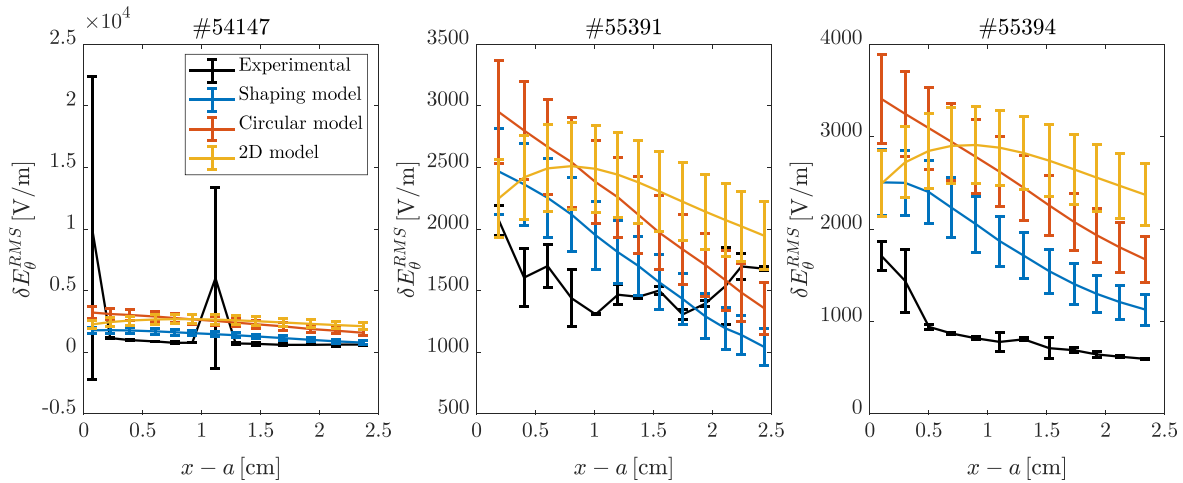 ×10⁴
#54147
#55391
#55394
2.5
2
1.5
1
0.5
0
-0.5
δE_θ^{RMS} [V/m]
Experimental
Shaping model
Circular model
2D model
0 0.5 1 1.5 2 2.5
x − a [cm]
3500
3000
2500
2000
1500
1000
500
δE_θ^{RMS} [V/m]
0 0.5 1 1.5 2 2.5
x − a [cm]
4000
3000
2000
1000
0
δE_θ^{RMS} [V/m]
0 0.5 1 1.5 2 2.5
x − a [cm]